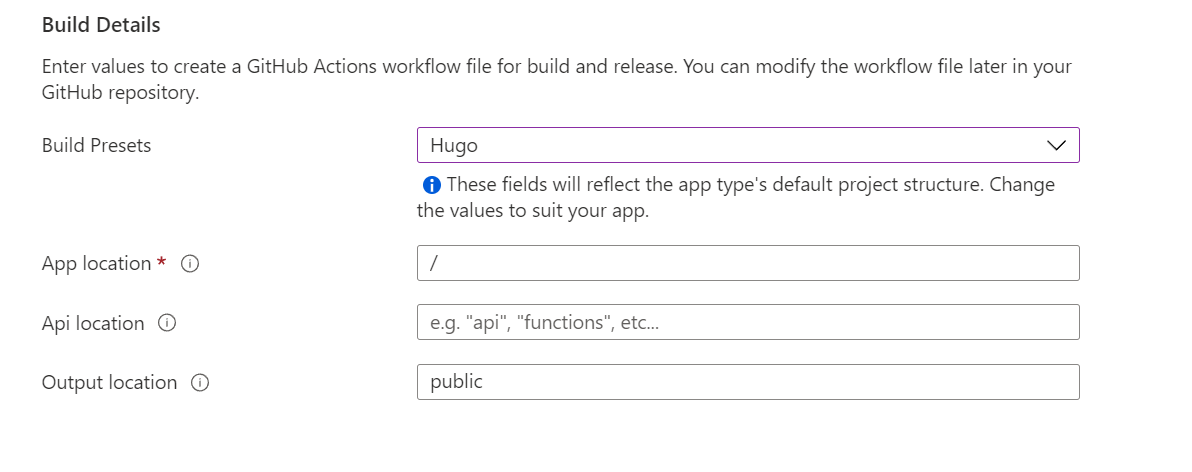 Build Details
Enter values to create a GitHub Actions workflow file for build and release. You can modify the workflow file later in your
GitHub repository.
Build Presets
Hugo
These fields will reflect the app type's default project structure. Change
the values to suit your app.
App location *
/
Api location
e.g. "api", "functions", etc...
Output location
public